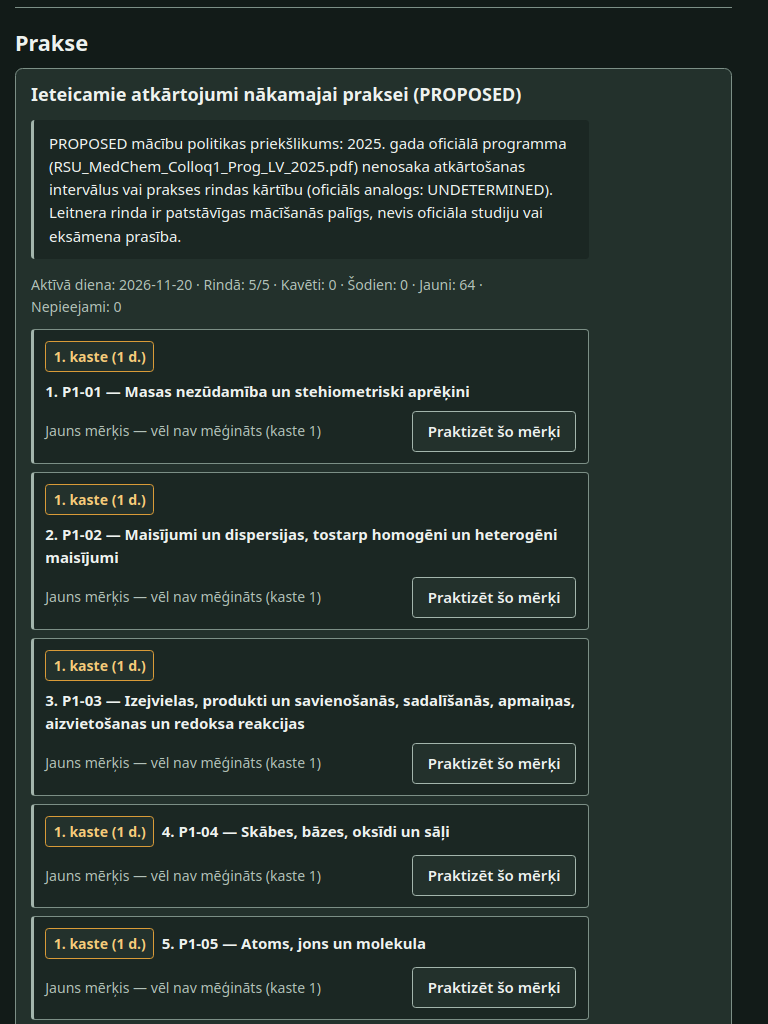 Prakse
Ieteicamie atkārtojumi nākamajai praksei (PROPOSED)
PROPOSED mācību politikas priekšlikums: 2025. gada oficiālā programma
(RSU_MedChem_Colloq1_Prog_LV_2025.pdf) nenosaka atkārtošanas
intervālus vai prakses rindas kārtību (oficiāls analogs: UNDETERMINED).
Leitnera rinda ir patstāvīgas mācīšanās palīgs, nevis oficiāla studiju vai
eksāmena prasība.
Aktīvā diena: 2026-11-20 · Rindā: 5/5 · Kavēti: 0 · Šodien: 0 · Jauni: 64 ·
Nepieejami: 0
1. kaste (1 d.)
1. P1-01 — Masas nezūdamība un stehiometriski aprēķini
Jauns mērķis — vēl nav mēģināts (kaste 1)
Praktizēt šo mērķi
1. kaste (1 d.)
2. P1-02 — Maisījumi un dispersijas, tostarp homogēni un heterogēni
maisījumi
Jauns mērķis — vēl nav mēģināts (kaste 1)
Praktizēt šo mērķi
1. kaste (1 d.)
3. P1-03 — Izejvielas, produkti un savienošanās, sadalīšanās, apmaiņas,
aizvietošanas un redoksa reakcijas
Jauns mērķis — vēl nav mēģināts (kaste 1)
Praktizēt šo mērķi
1. kaste (1 d.)
4. P1-04 — Skābes, bāzes, oksīdi un sāļi
Jauns mērķis — vēl nav mēģināts (kaste 1)
Praktizēt šo mērķi
1. kaste (1 d.)
5. P1-05 — Atoms, jons un molekula
Jauns mērķis — vēl nav mēģināts (kaste 1)
Praktizēt šo mērķi